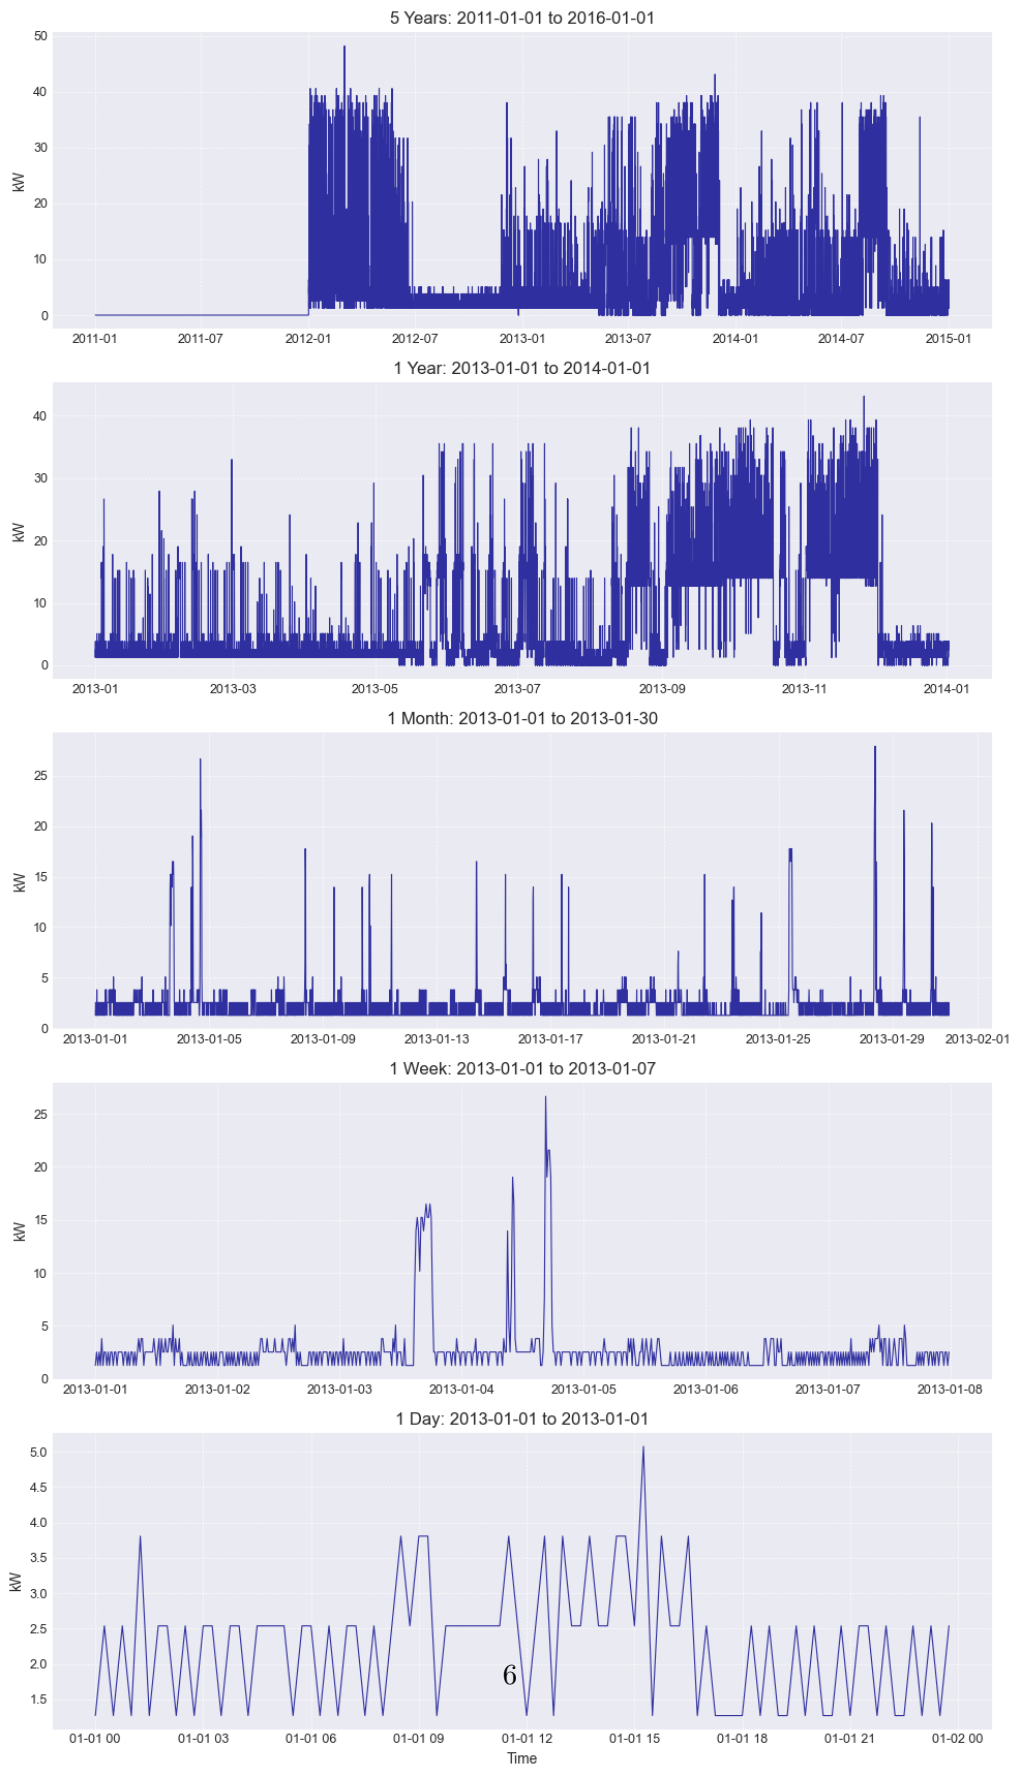 5 Years: 2011-01-01 to 2016-01-01
50
40
30
20
10
0
kW
2011-01 2011-07 2012-01 2012-07 2013-01 2013-07 2014-01 2014-07 2015-01
1 Year: 2013-01-01 to 2014-01-01
40
30
20
10
0
kW
2013-01 2013-03 2013-05 2013-07 2013-09 2013-11 2014-01
1 Month: 2013-01-01 to 2013-01-30
25
20
15
10
5
0
kW
2013-01-01 2013-01-05 2013-01-09 2013-01-13 2013-01-17 2013-01-21 2013-01-25 2013-01-29 2013-02-01
1 Week: 2013-01-01 to 2013-01-07
25
20
15
10
5
0
kW
2013-01-01 2013-01-02 2013-01-03 2013-01-04 2013-01-05 2013-01-06 2013-01-07 2013-01-08
1 Day: 2013-01-01 to 2013-01-01
5.0
4.5
4.0
3.5
3.0
2.5
2.0
1.5
kW
6
01-01 00 01-01 03 01-01 06 01-01 09 01-01 12 01-01 15 01-01 18 01-01 21 01-02 00
Time